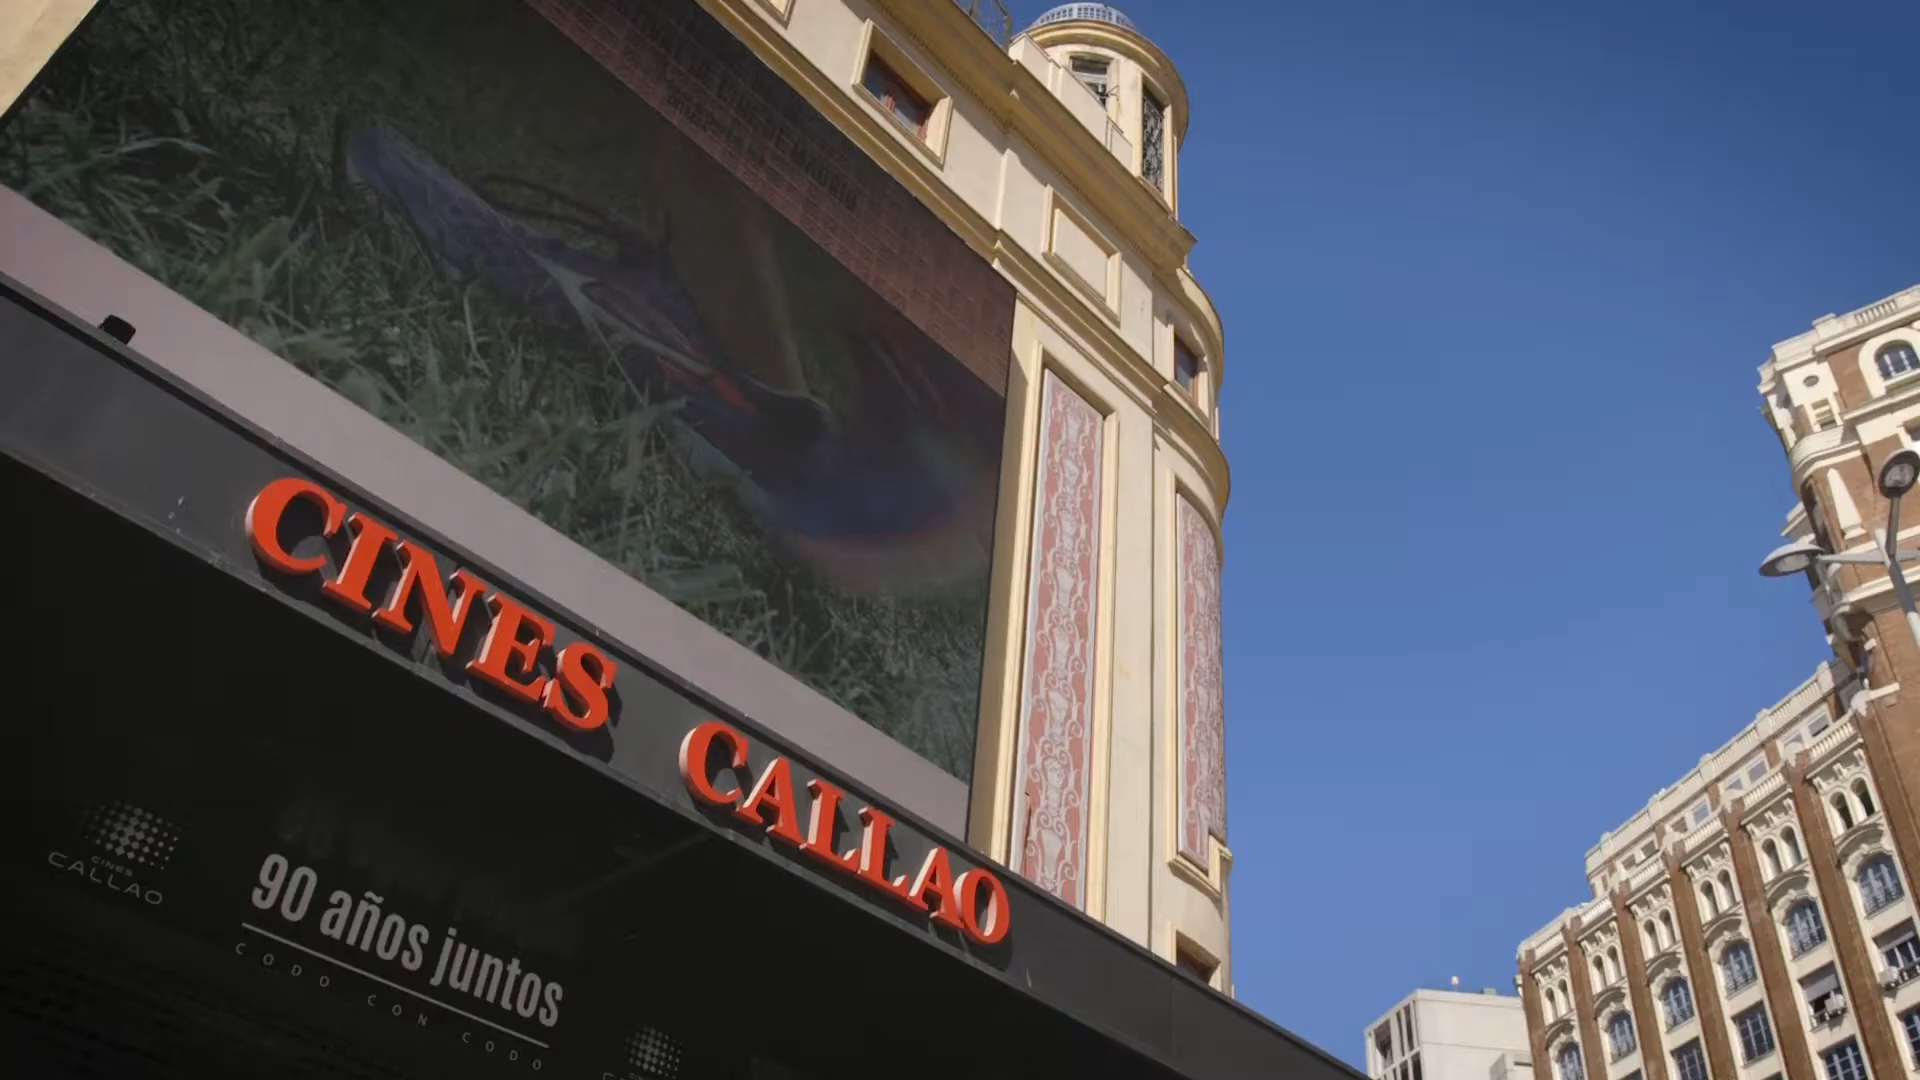 CINES CALLAO
CINES
CALLAO
90 años juntos
CODO CON CODO